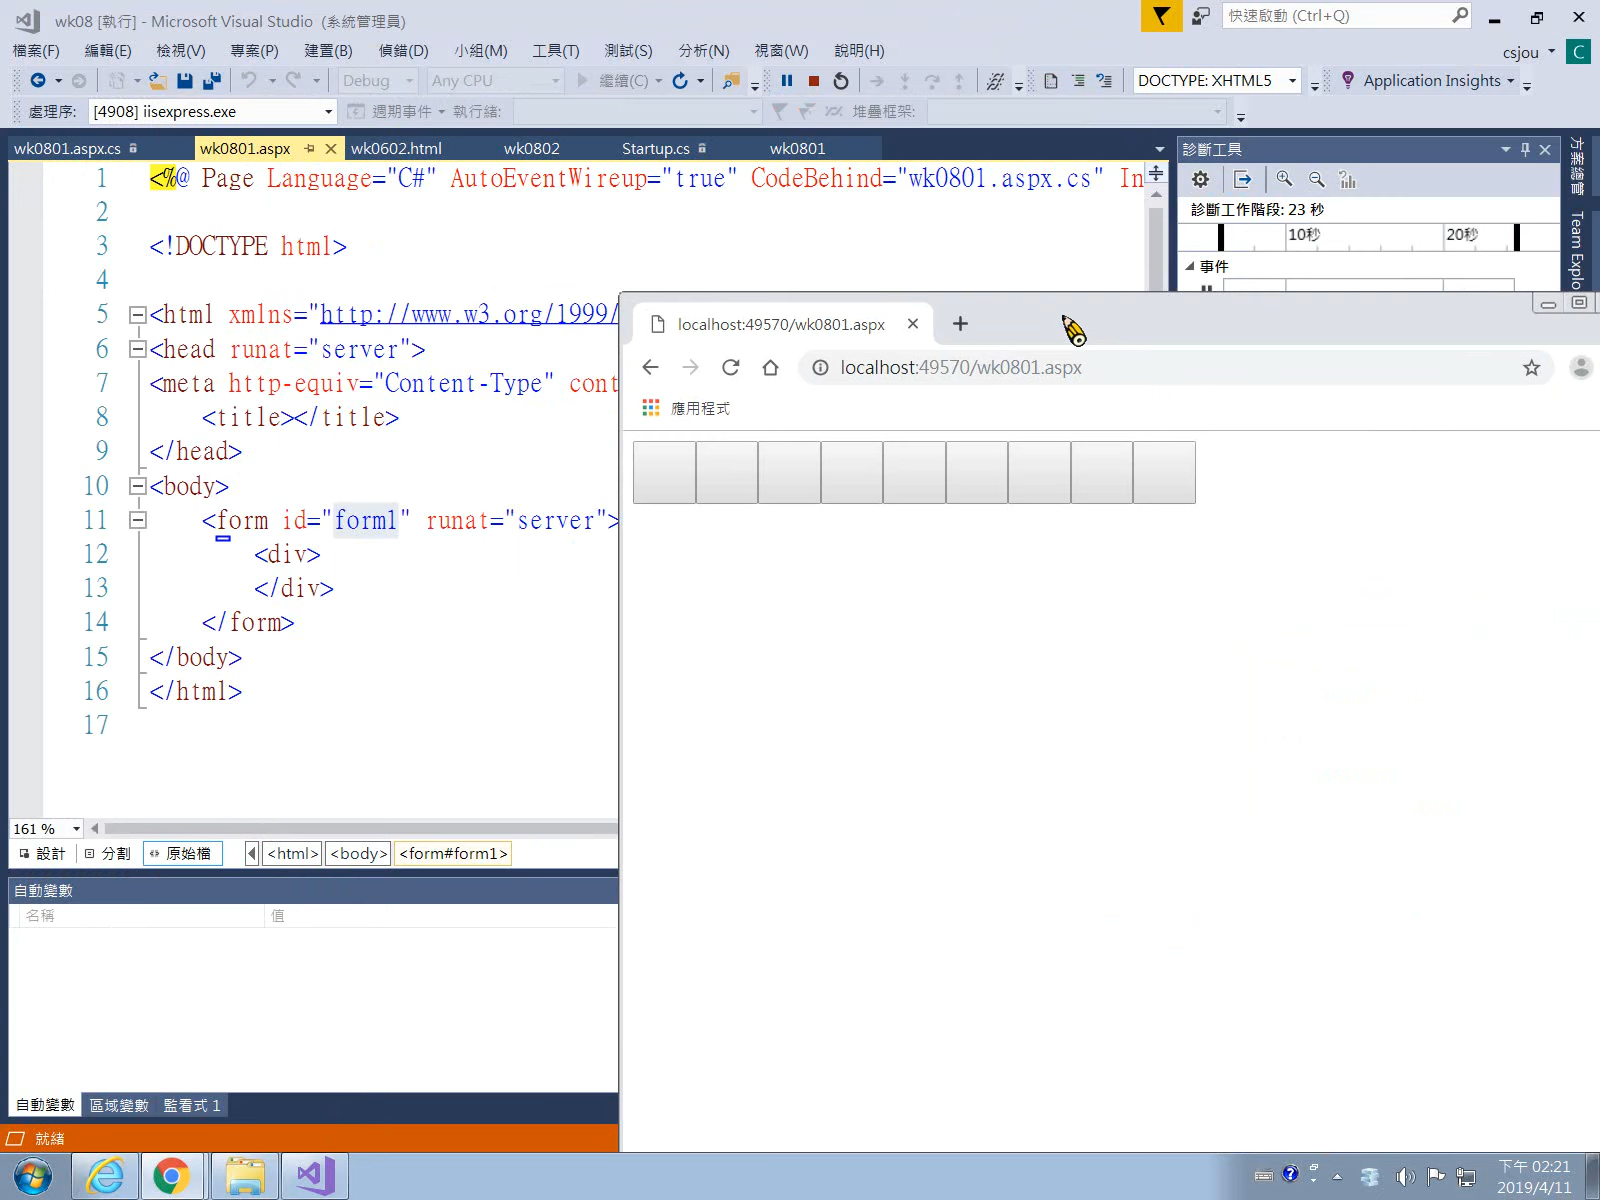 wk08 [執行] - Microsoft Visual Studio (系統管理員)
快速啟動 (Ctrl+Q)
檔案(F) 編輯(E) 檢視(V) 專案(P) 建置(B) 偵錯(D) 小組(M) 工具(T) 測試(S) 分析(N) 視窗(W) 說明(H)
csjou C
Debug Any CPU 繼續(C) DOCTYPE: XHTML5 Application Insights
處理序: [4908] iisexpress.exe 週期事件 執行緒: 堆疊框架:
wk0801.aspx.cs wk0801.aspx wk0602.html wk0802 Startup.cs wk0801
1 <%@ Page Language="C#" AutoEventWireup="true" CodeBehind="wk0801.aspx.cs" In
2
3 <!DOCTYPE html>
4
5 <html xmlns="http://www.w3.org/1999/
6 <head runat="server">
7 <meta http-equiv="Content-Type" cont
8 <title></title>
9 </head>
10 <body>
11 <form id="form1" runat="server">
12 <div>
13 </div>
14 </form>
15 </body>
16 </html>
17
161 %
設計 分割 原始檔 <html> <body> <form#form1>
自動變數
名稱 值
自動變數 區域變數 監看式 1
就緒
診斷工具
診斷工作階段: 23 秒
10秒 20秒
事件
方案總管
Team Explo
localhost:49570/wk0801.aspx
localhost:49570/wk0801.aspx
應用程式
下午 02:21
2019/4/11